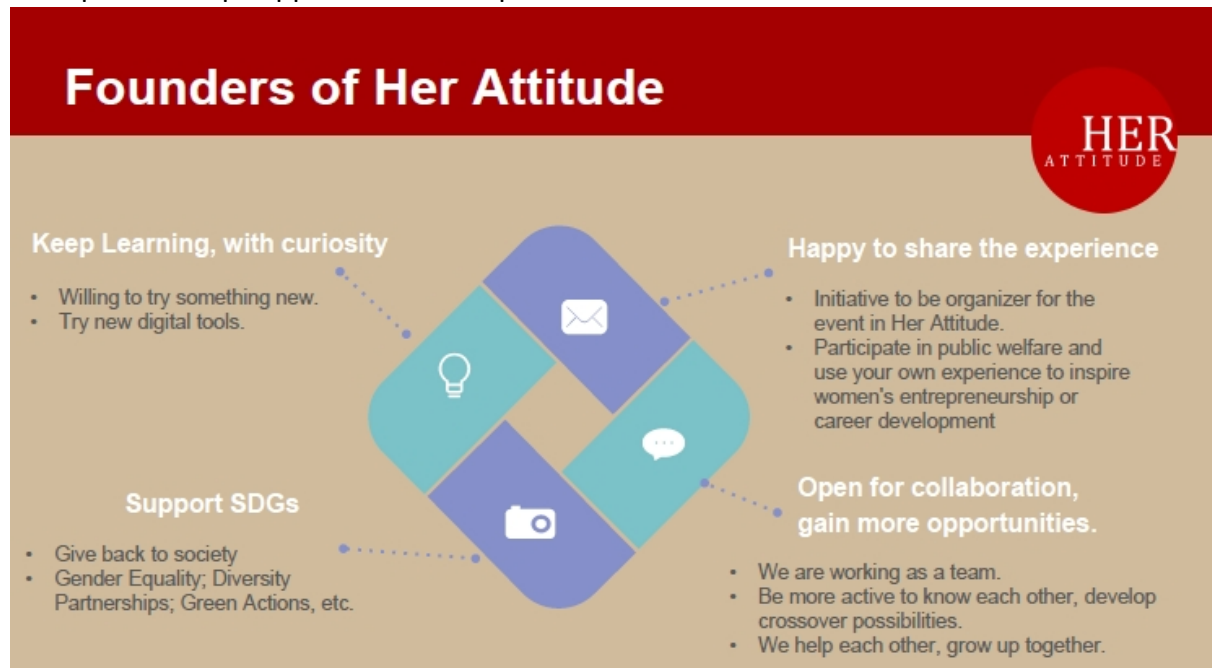 Founders of Her Attitude
HER
ATTITUDE
Keep Learning, with curiosity
• Willing to try something new.
• Try new digital tools.
Happy to share the experience
• Initiative to be organizer for the
event in Her Attitude.
• Participate in public welfare and
use your own experience to inspire
women's entrepreneurship or
career development
Support SDGs
• Give back to society
• Gender Equality; Diversity
Partnerships; Green Actions, etc.
Open for collaboration,
gain more opportunities.
• We are working as a team.
• Be more active to know each other, develop
crossover possibilities.
• We help each other, grow up together.